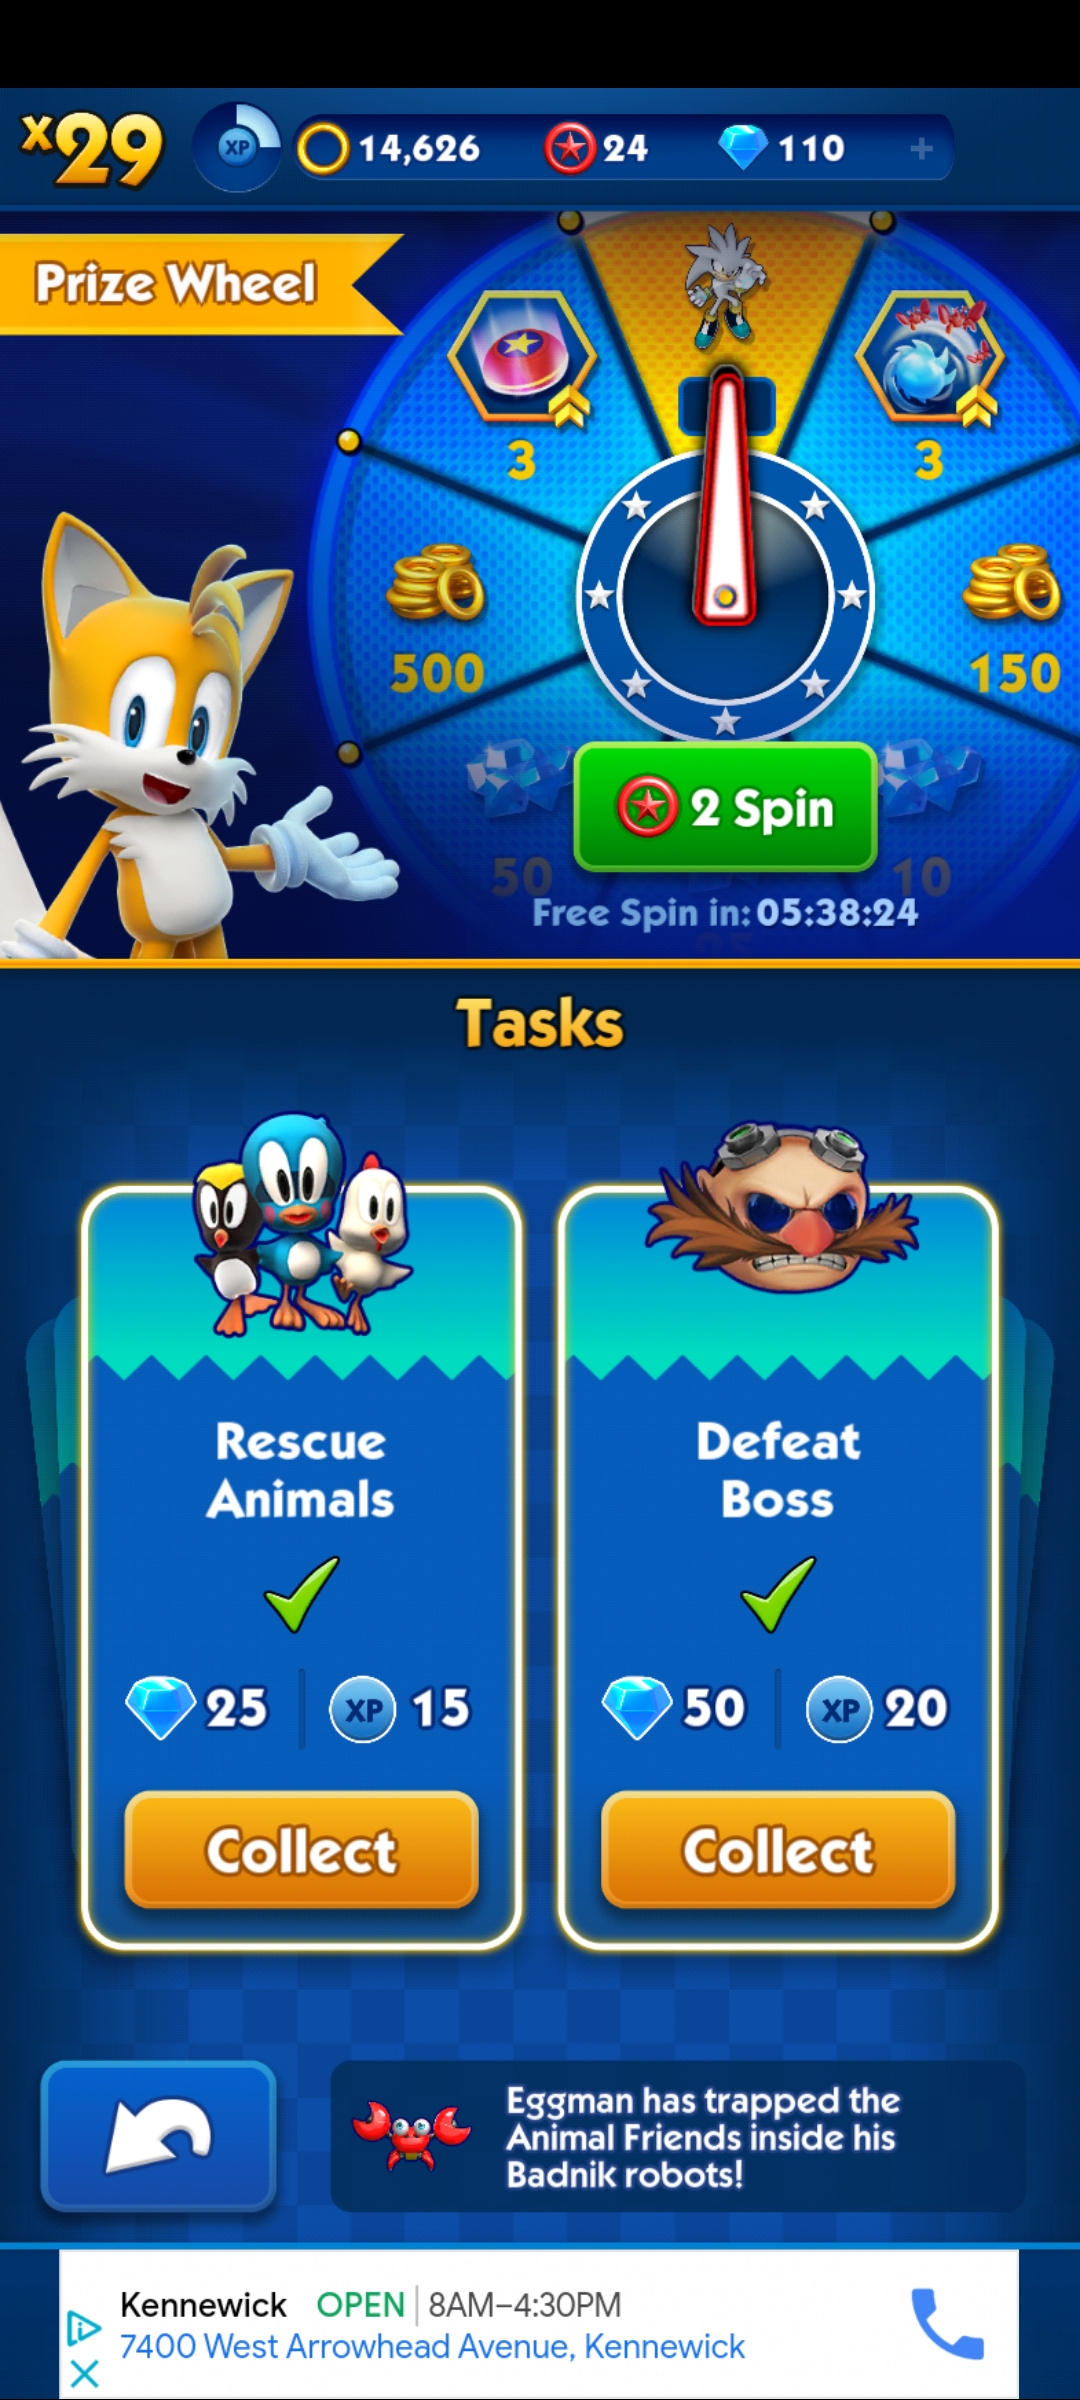 x29
XP
14,626
24
110
+
Prize Wheel
3
3
500
150
2 Spin
50
10
Free Spin in: 05:38:24
25
Tasks
Rescue
Animals
25
XP 15
Collect
Defeat
Boss
50
XP 20
Collect
Eggman has trapped the
Animal Friends inside his
Badnik robots!
Kennewick OPEN 8AM–4:30PM
7400 West Arrowhead Avenue, Kennewick